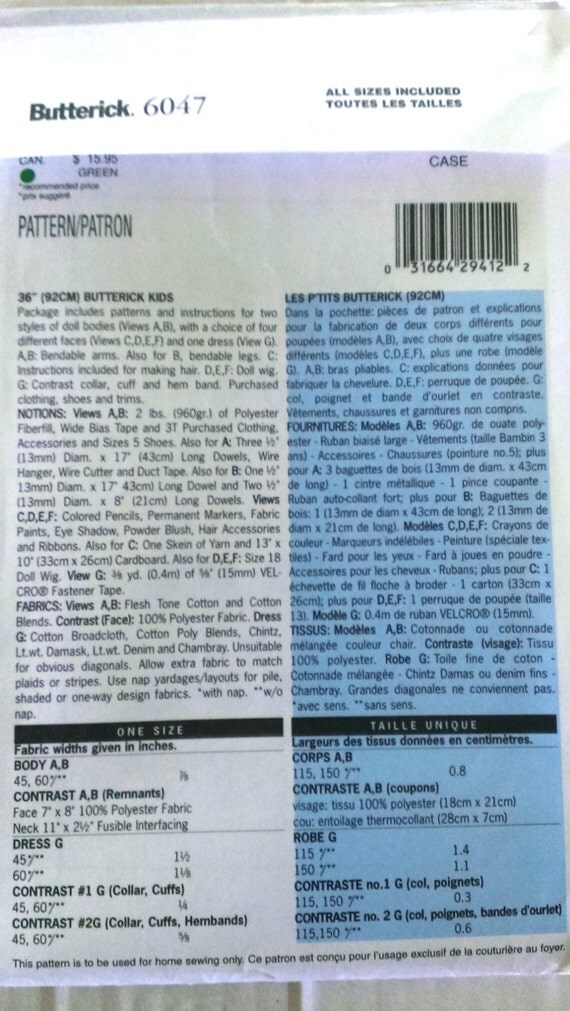 Butterick. 6047
ALL SIZES INCLUDED
TOUTES LES TAILLES
CAN. $ 15.95
GREEN
*recommended price
*prix suggéré
CASE
PATTERN/PATRON
0 31664 29412 2
36" (92CM) BUTTERICK KIDS
Package includes patterns and instructions for two
styles of doll bodies (Views A,B), with a choice of four
different faces (Views C,D,E,F) and one dress (View G).
A,B: Bendable arms. Also for B, bendable legs. C:
Instructions included for making hair. D,E,F: Doll wig.
G: Contrast collar, cuff and hem band. Purchased
clothing, shoes and trims.
NOTIONS: Views A,B: 2 lbs. (960gr.) of Polyester
Fiberfill, Wide Bias Tape and 3T Purchased Clothing,
Accessories and Sizes 5 Shoes. Also for A: Three ½"
(13mm) Diam. x 17" (43cm) Long Dowels, Wire
Hanger, Wire Cutter and Duct Tape. Also for B: One ½"
13mm) Diam. x 17" 43cm) Long Dowel and Two ½"
(13mm) Diam. x 8" (21cm) Long Dowels. Views
C,D,E,F: Colored Pencils, Permanent Markers, Fabric
Paints, Eye Shadow, Powder Blush, Hair Accessories
and Ribbons. Also for C: One Skein of Yarn and 13" x
10" (33cm x 26cm) Cardboard. Also for D,E,F: Size 18
Doll Wig. View G: ⅜ yd. (0.4m) of ⅝" (15mm) VEL-
CRO® Fastener Tape.
FABRICS: Views A,B: Flesh Tone Cotton and Cotton
Blends. Contrast (Face): 100% Polyester Fabric. Dress
G: Cotton Broadcloth, Cotton Poly Blends, Chintz,
Lt.wt. Damask, Lt.wt. Denim and Chambray. Unsuitable
for obvious diagonals. Allow extra fabric to match
plaids or stripes. Use nap yardages/layouts for pile,
shaded or one-way design fabrics. *with nap. **w/o
nap.
ONE SIZE
Fabric widths given in inches.
BODY A,B
45, 60*/** ⅞
CONTRAST A,B (Remnants)
Face 7" x 8" 100% Polyester Fabric
Neck 11" x 2½" Fusible Interfacing
DRESS G
45*/** 1½
60*/** 1⅛
CONTRAST #1 G (Collar, Cuffs)
45, 60*/** ¼
CONTRAST #2G (Collar, Cuffs, Hembands)
45, 60*/** ⅝
LES P'TITS BUTTERICK (92CM)
Dans la pochette: pièces de patron et explications
pour la fabrication de deux corps différents pour
poupées (modèles A,B), avec choix de quatre visages
différents (modèles C,D,E,F), plus une robe (modèle
G). A,B: bras pliables. C: explications données pour
fabriquer la chevelure. D,E,F: perruque de poupée. G:
col, poignet et bande d'ourlet en contraste.
Vêtements, chaussures et garnitures non compris.
FOURNITURES: Modèles A,B: 960gr. de ouate poly-
ester - Ruban biaisé large - Vêtements (taille Bambin 3
ans) - Accessoires - Chaussures (pointure no.5); plus
pour A: 3 baguettes de bois (13mm de diam. x 43cm
de long) - 1 cintre métallique - 1 pince coupante -
Ruban auto-collant fort; plus pour B: Baguettes de
bois: 1 (13mm de diam x 43cm de long); 2 (13mm de
diam x 21cm de long). Modèles C,D,E,F: Crayons de
couleur - Marqueurs indélébiles - Peinture (spéciale tex-
tiles) - Fard pour les yeux - Fard à joues en poudre -
Accessoires pour les cheveux - Rubans; plus pour C: 1
échevette de fil floche à broder - 1 carton (33cm x
26cm); plus pour D,E,F: 1 perruque de poupée (taille
13). Modèle G: 0.4m de ruban VELCRO® (15mm).
TISSUS: Modèles A,B: Cotonnade ou cotonnade
mélangée couleur chair. Contraste (visage): Tissu
100% polyester. Robe G: Toile fine de coton -
Cotonnade mélangée - Chintz Damas ou denim fins -
Chambray. Grandes diagonales ne conviennent pas.
*avec sens. **sans sens.
TAILLE UNIQUE
Largeurs des tissus données en centimètres.
CORPS A,B
115, 150 */** 0.8
CONTRASTE A,B (coupons)
visage: tissu 100% polyester (18cm x 21cm)
cou: entoilage thermocollant (28cm x 7cm)
ROBE G
115 */** 1.4
150 */** 1.1
CONTRASTE no.1 G (col, poignets)
115, 150 */** 0.3
CONTRASTE no. 2 G (col, poignets, bandes d'ourlet)
115,150 */** 0.6
This pattern is to be used for home sewing only. Ce patron est conçu pour l'usage exclusif de la couturière au foyer.